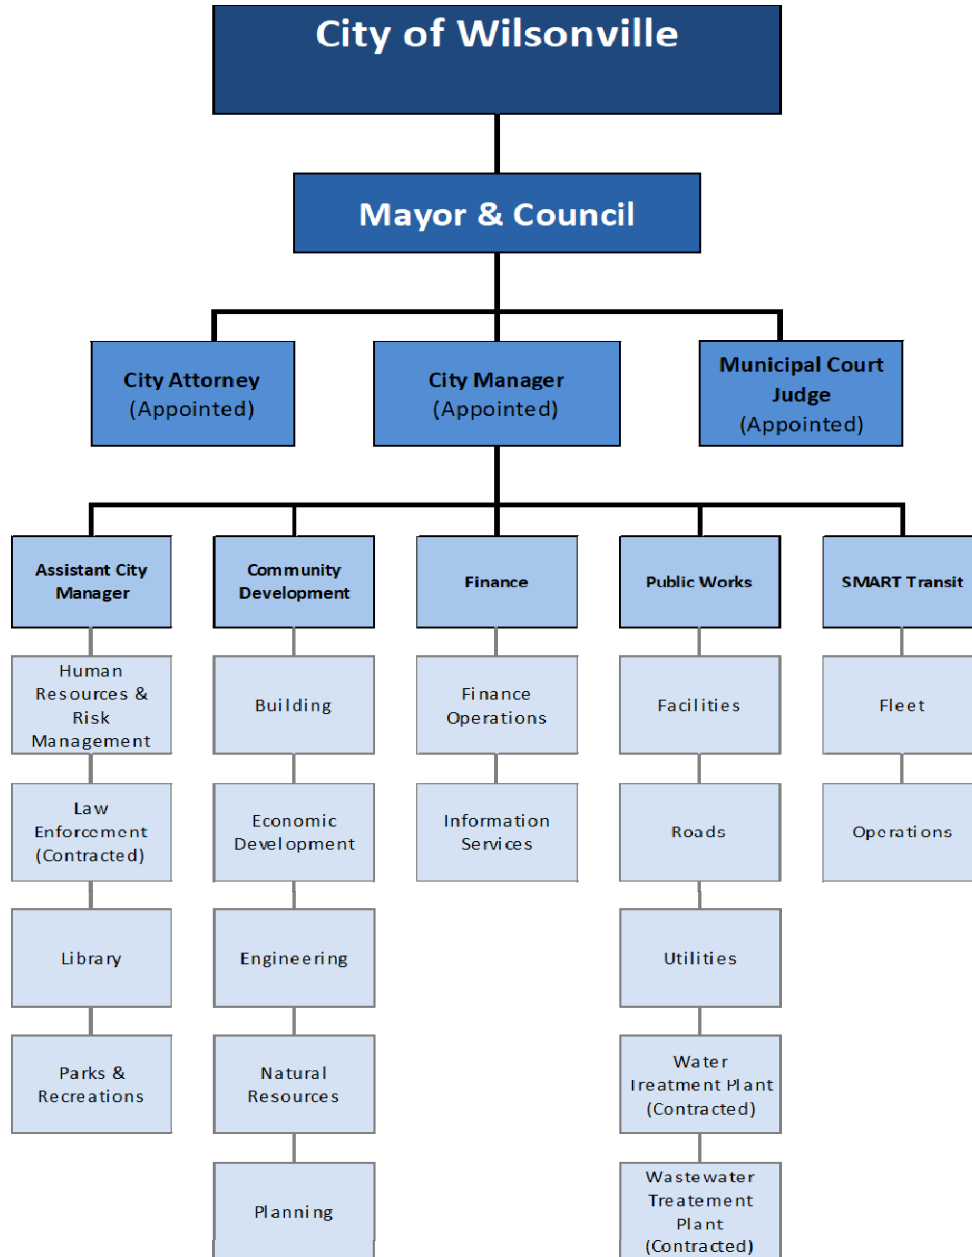 City of Wilsonville
Mayor & Council
City Attorney
(Appointed)
City Manager
(Appointed)
Municipal Court
Judge
(Appointed)
Assistant City
Manager
Community
Development
Finance
Public Works
SMART Transit
Human
Resources &
Risk
Management
Building
Finance
Operations
Facilities
Fleet
Law
Enforcement
(Contracted)
Economic
Development
Information
Services
Roads
Operations
Library
Engineering
Utilities
Parks &
Recreations
Natural
Resources
Water
Treatment Plant
(Contracted)
Planning
Wastewater
Treatement
Plant
(Contracted)